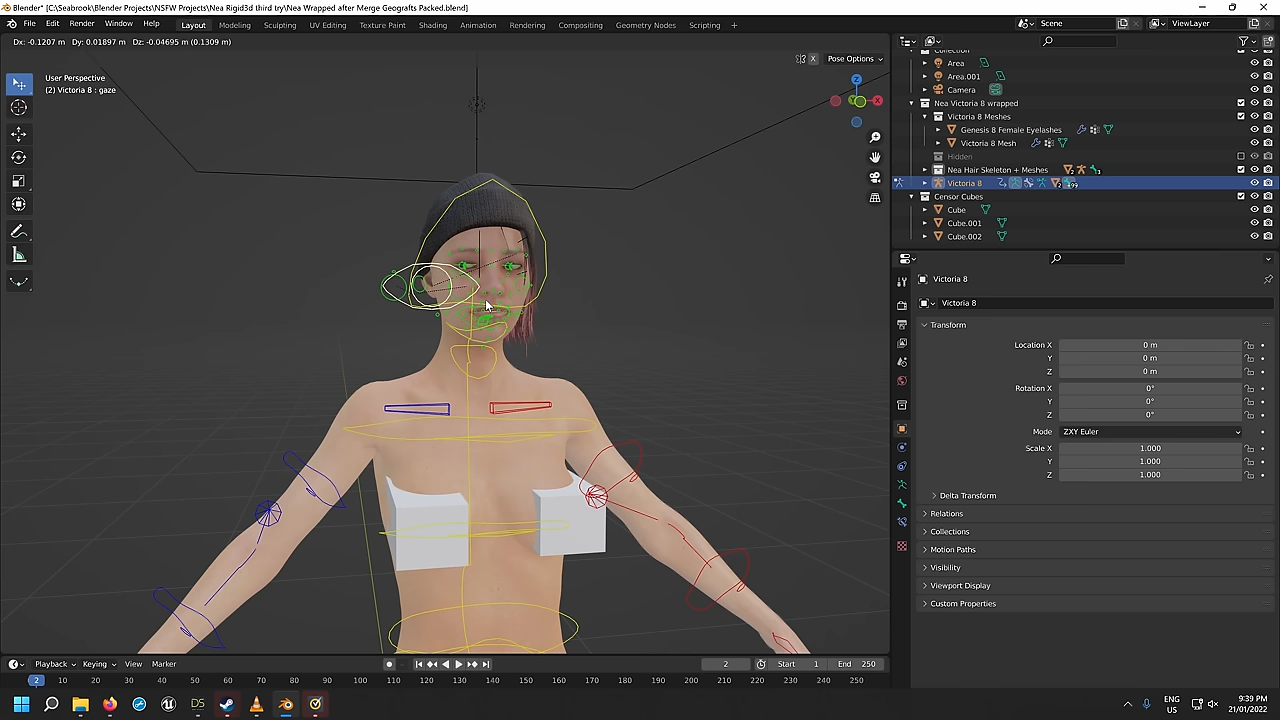 Blender* [C:\Seabrook\Blender Projects\NSFW Projects\Nea Rigid3d third try\Nea Wrapped after Merge Geografts Packed.blend]
File Edit Render Window Help Layout Modeling Sculpting UV Editing Texture Paint Shading Animation Rendering Compositing Geometry Nodes Scripting + Scene ViewLayer
Dx: -0.1207 m Dy: 0.01897 m Dz: -0.04695 m (0.1309 m)
X Pose Options
User Perspective
(2) Victoria 8 : gaze
Z
X
Y
Collection
Area
Area.001
Camera
Nea Victoria 8 wrapped
Victoria 8 Meshes
Genesis 8 Female Eyelashes
Victoria 8 Mesh
Hidden
Nea Hair Skeleton + Meshes
Victoria 8
Censor Cubes
Cube
Cube.001
Cube.002
Victoria 8
Victoria 8
Transform
Location X 0 m
Y 0 m
Z 0 m
Rotation X 0°
Y 0°
Z 0°
Mode ZXY Euler
Scale X 1.000
Y 1.000
Z 1.000
Delta Transform
Relations
Collections
Motion Paths
Visibility
Viewport Display
Custom Properties
Playback Keying View Marker 2 Start 1 End 250
2 10 20 30 40 50 60 70 80 90 100 110 120 130 140 150 160 170 180 190 200 210 220 230 240 250
DS
ENG
US
9:39 PM
21/01/2022